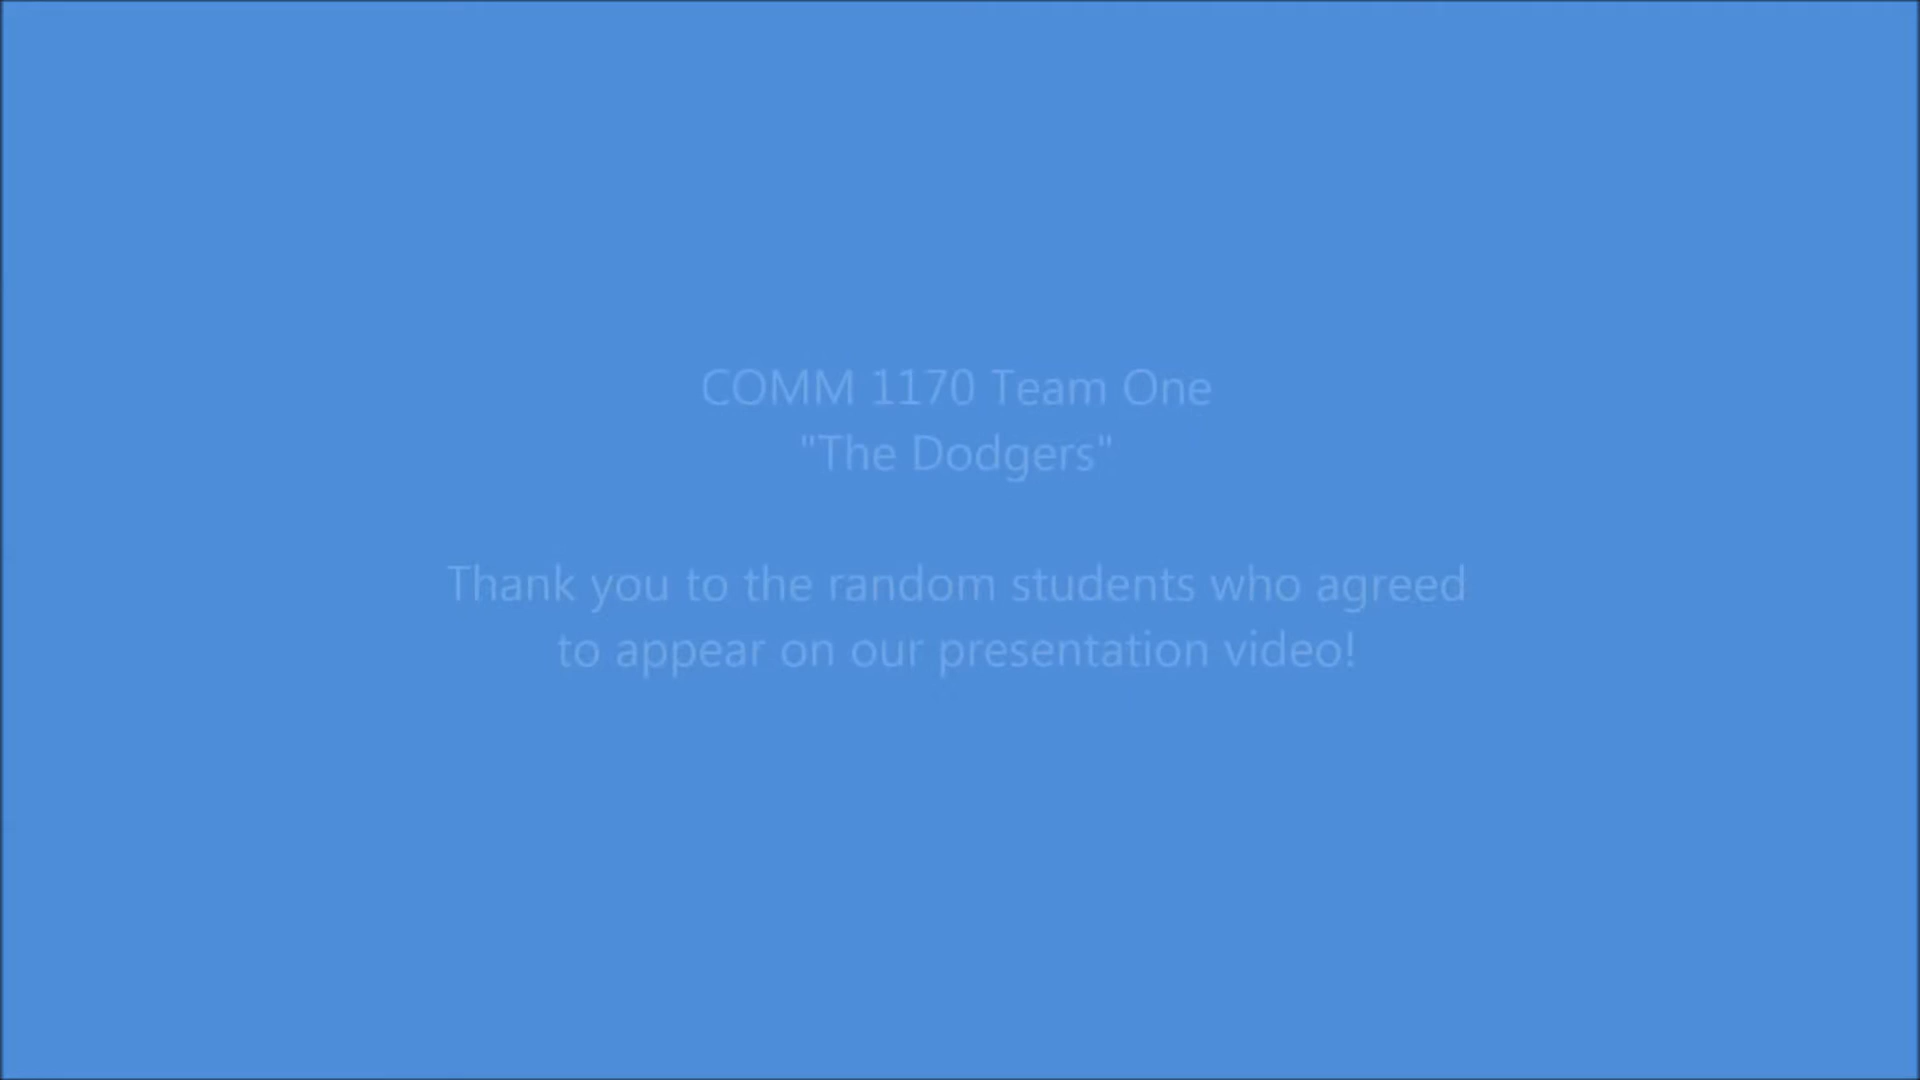 COMM 1170 Team One
"The Dodgers"
Thank you to the random students who agreed
to appear on our presentation video!